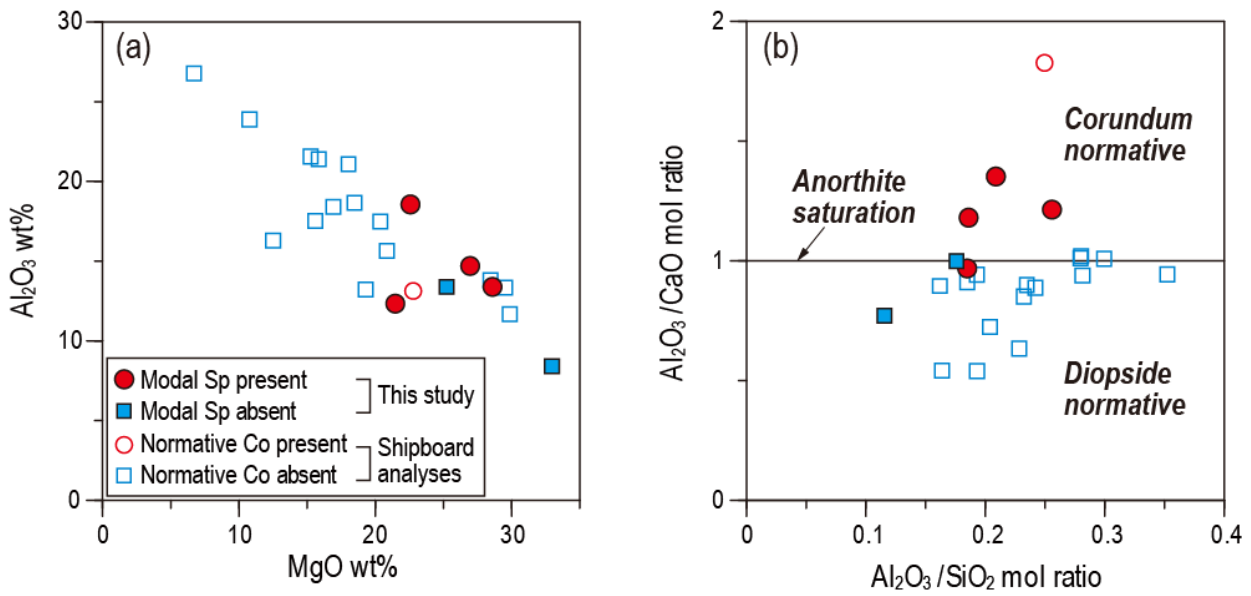 (a)
30
20
10
0
0
10
20
30
Al₂O₃ wt%
MgO wt%
Modal Sp present
Modal Sp absent
This study
Normative Co present
Normative Co absent
Shipboard
analyses
(b)
2
1
0
0
0.1
0.2
0.3
0.4
Al₂O₃ /CaO mol ratio
Al₂O₃ /SiO₂ mol ratio
Corundum
normative
Anorthite
saturation
Diopside
normative